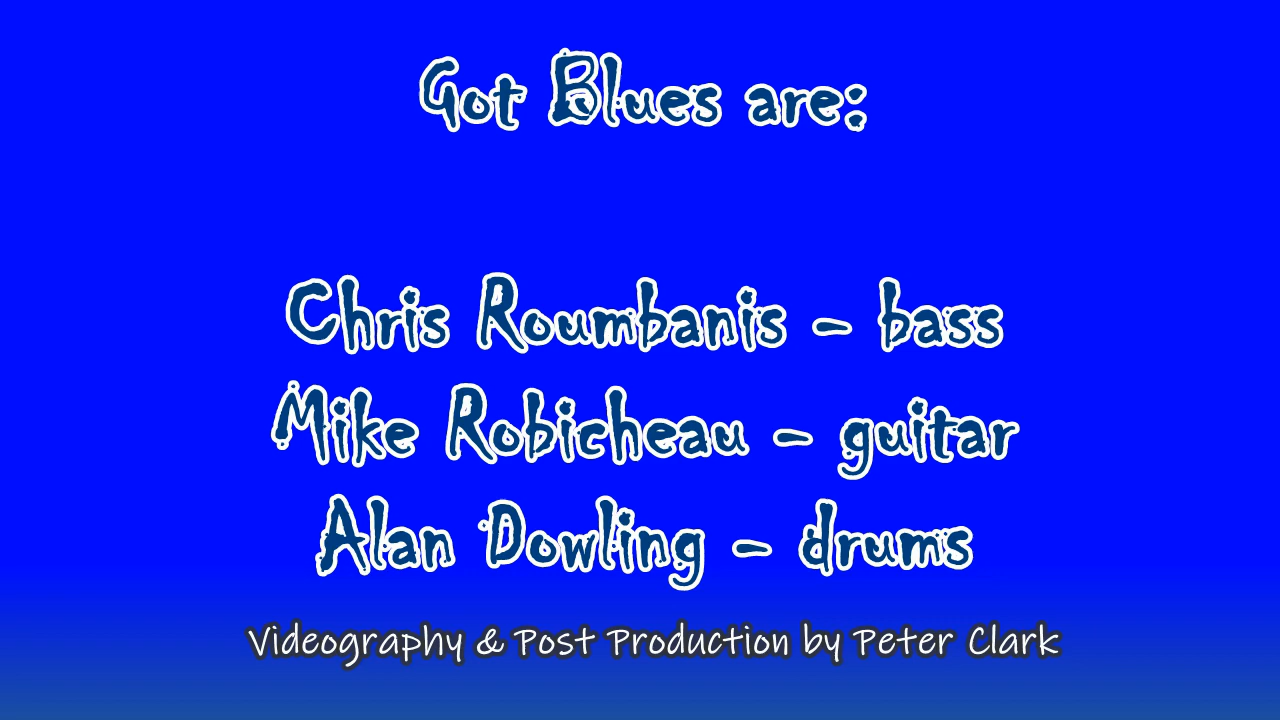 Got Blues are:
Chris Roumbanis - bass
Mike Robicheau - guitar
Alan Dowling - drums
Videography & Post Production by Peter Clark